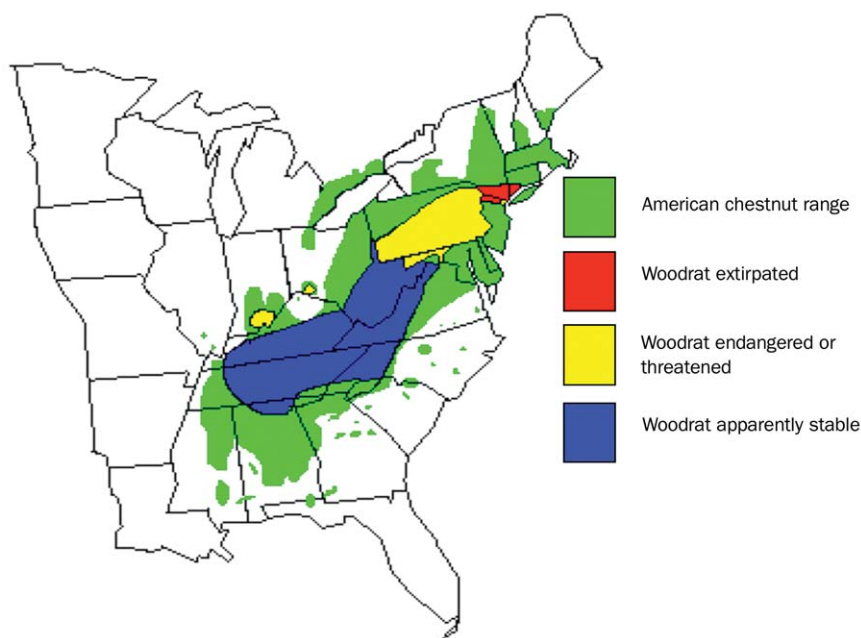 American chestnut range
Woodrat extirpated
Woodrat endangered or
threatened
Woodrat apparently stable